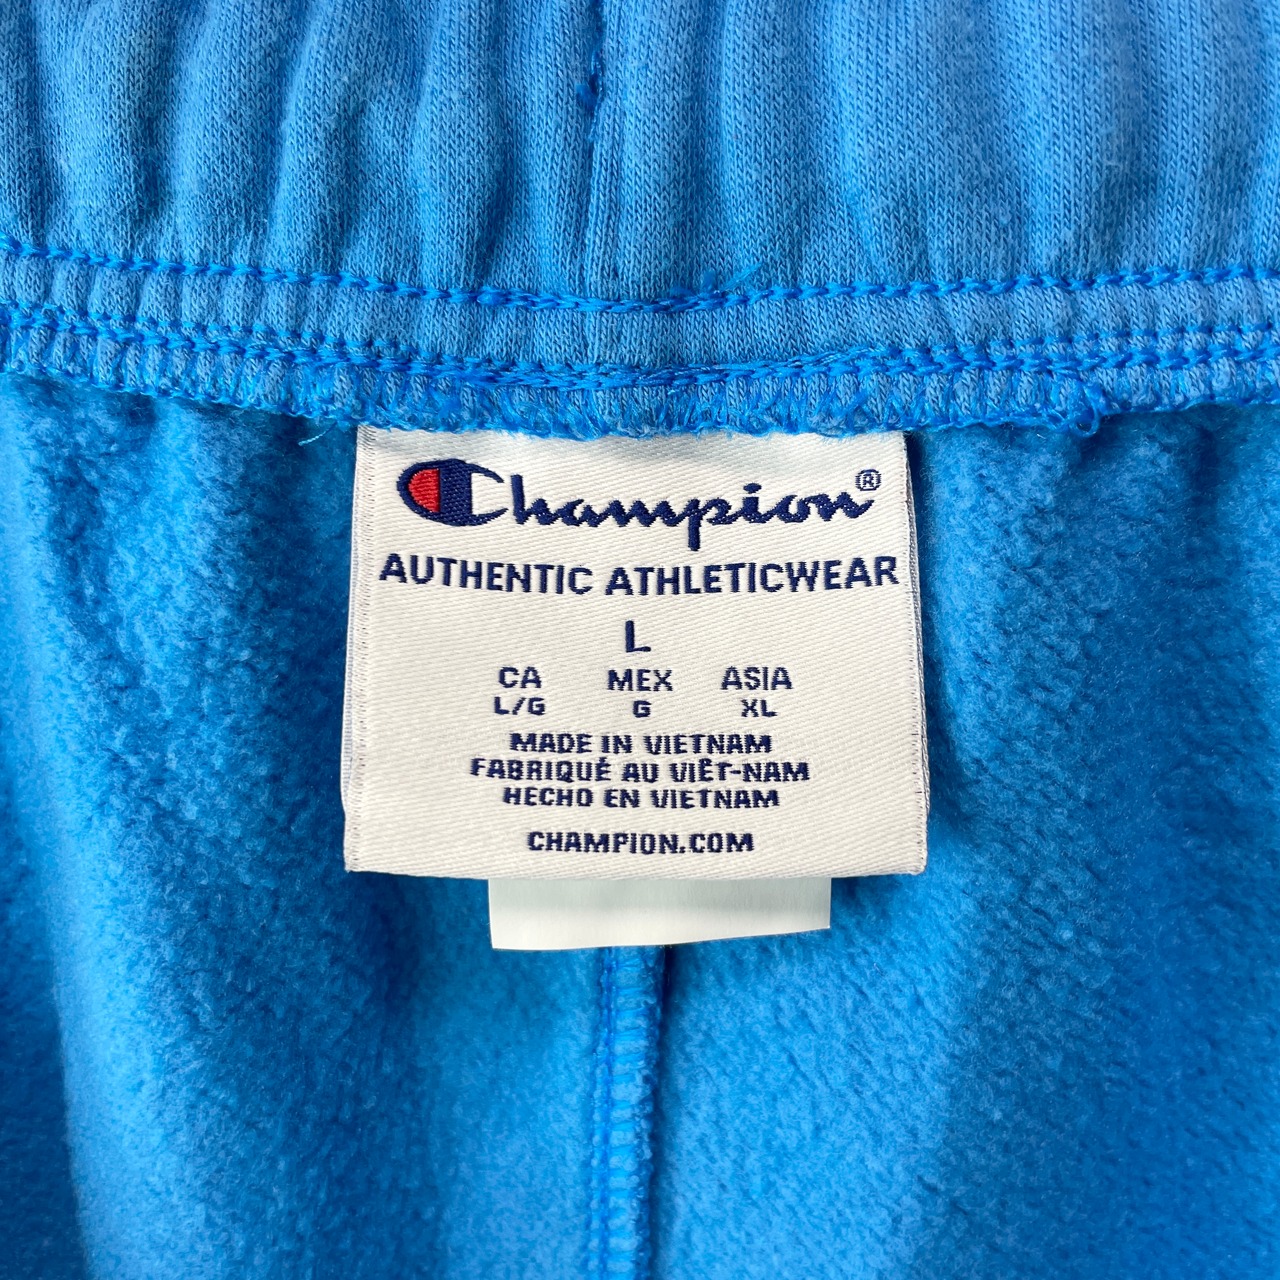 Champion®
AUTHENTIC ATHLETICWEAR
L
CA MEX ASIA
L/G G XL
MADE IN VIETNAM
FABRIQUÉ AU VIÊT-NAM
HECHO EN VIETNAM
CHAMPION.COM